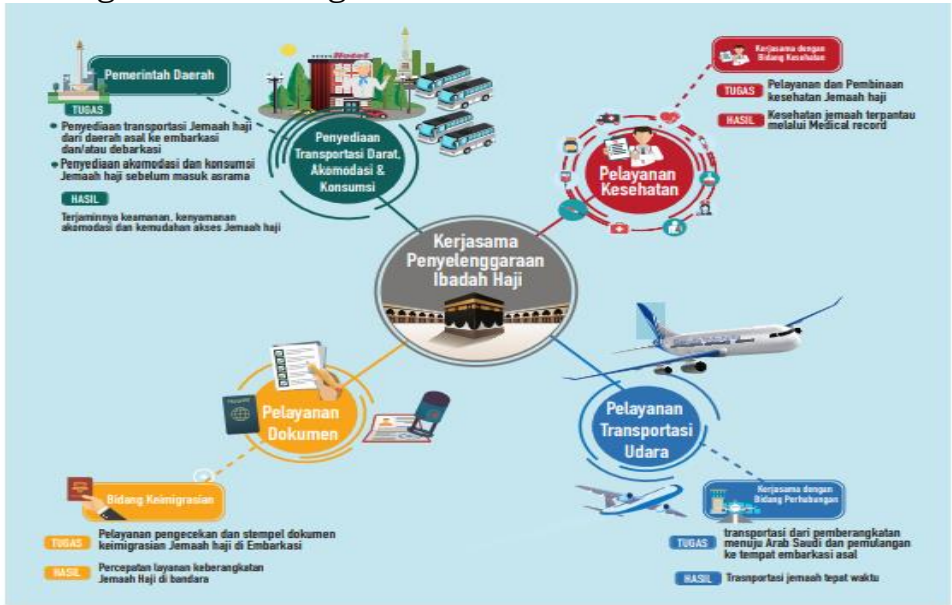 Pemerintah Daerah
TUGAS
• Penyediaan transportasi Jemaah haji
dari daerah asal ke embarkasi
dan/atau debarkasi
• Penyediaan akomodasi dan konsumsi
Jemaah haji sebelum masuk asrama
HASIL
Terjaminnya keamanan, kenyamanan
akomodasi dan kemudahan akses Jemaah haji
Hotel
Penyediaan
Transportasi Darat,
Akomodasi &
Konsumsi
Kerjasama dengan
Bidang Kesehatan
TUGAS
Pelayanan dan Pembinaan
kesehatan Jemaah haji
HASIL
Kesehatan jemaah terpantau
melalui Medical record
Pelayanan
Kesehatan
Kerjasama
Penyelenggaraan
Ibadah Haji
Pelayanan
Dokumen
Bidang Keimigrasian
TUGAS
Pelayanan pengecekan dan stempel dokumen
keimigrasian Jemaah haji di Embarkasi
HASIL
Percepatan layanan keberangkatan
Jemaah Haji di bandara
Pelayanan
Transportasi
Udara
Kerjasama dengan
Bidang Perhubungan
TUGAS
transportasi dari pemberangkatan
menuju Arab Saudi dan pemulangan
ke tempat embarkasi asal
HASIL
Trasnportasi jemaah tepat waktu